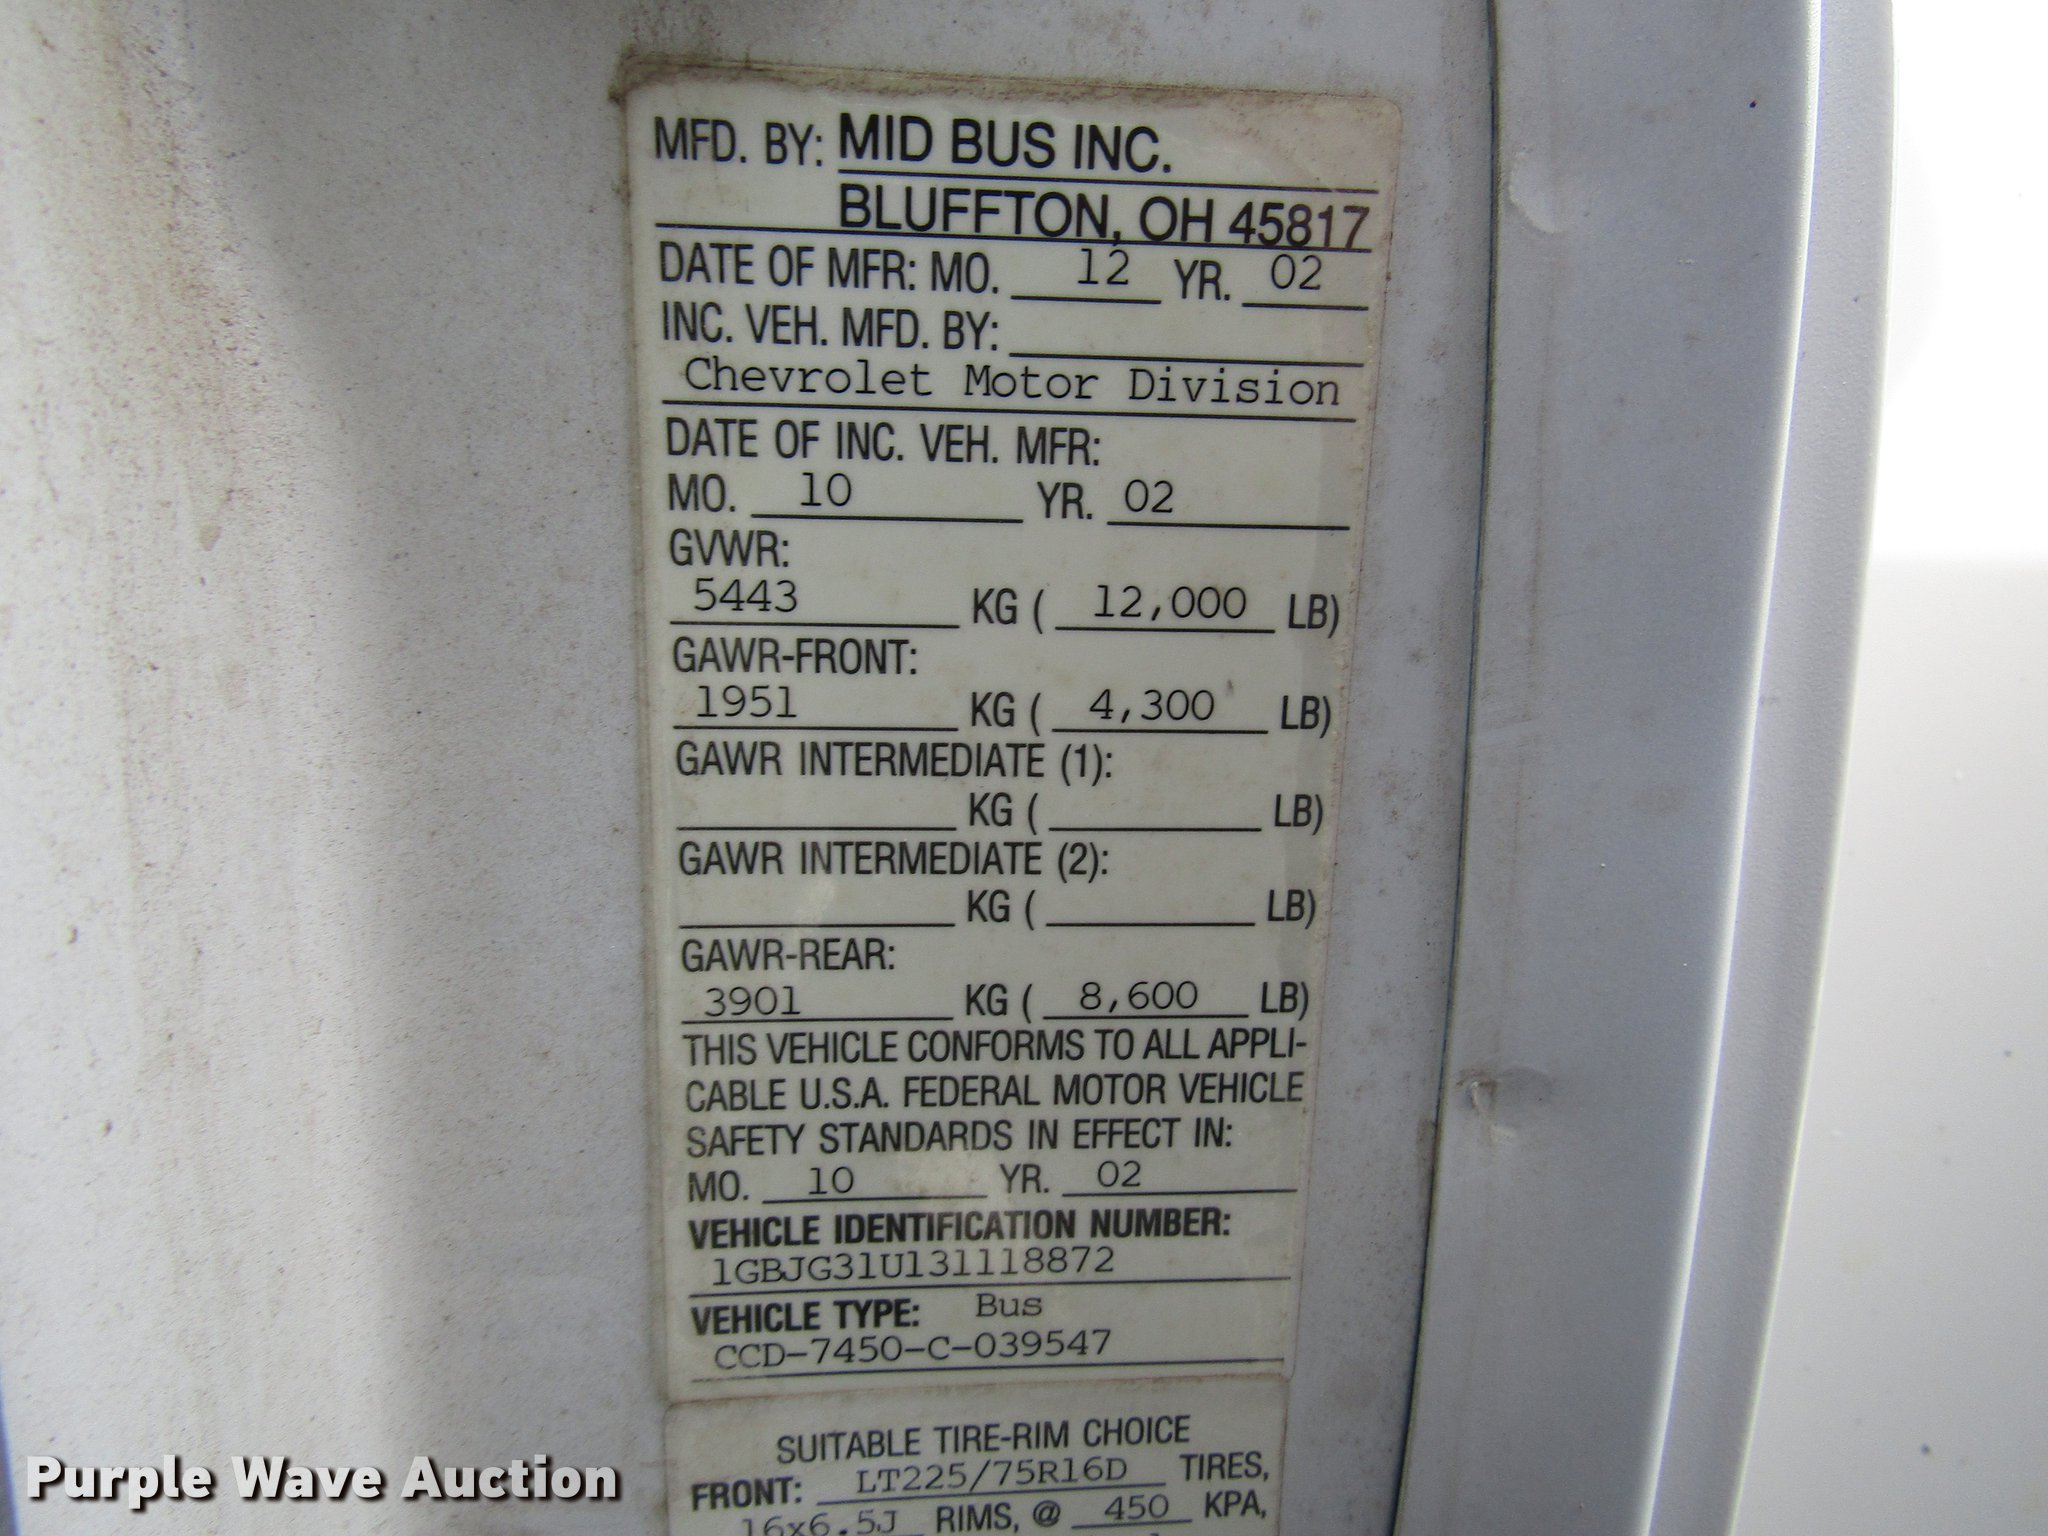 MFD. BY: MID BUS INC.
BLUFFTON, OH 45817
DATE OF MFR: MO. 12 YR. 02
INC. VEH. MFD. BY:
Chevrolet Motor Division
DATE OF INC. VEH. MFR:
MO. 10 YR. 02
GVWR:
5443 KG ( 12,000 LB)
GAWR-FRONT:
1951 KG ( 4,300 LB)
GAWR INTERMEDIATE (1):
KG ( LB)
GAWR INTERMEDIATE (2):
KG ( LB)
GAWR-REAR:
3901 KG ( 8,600 LB)
THIS VEHICLE CONFORMS TO ALL APPLI-
CABLE U.S.A. FEDERAL MOTOR VEHICLE
SAFETY STANDARDS IN EFFECT IN:
MO. 10 YR. 02
VEHICLE IDENTIFICATION NUMBER:
1GBJG31U131118872
VEHICLE TYPE: Bus
CCD-7450-C-039547
SUITABLE TIRE-RIM CHOICE
FRONT: LT225/75R16D TIRES,
16x6.5J RIMS, @ 450 KPA,
Purple Wave Auction